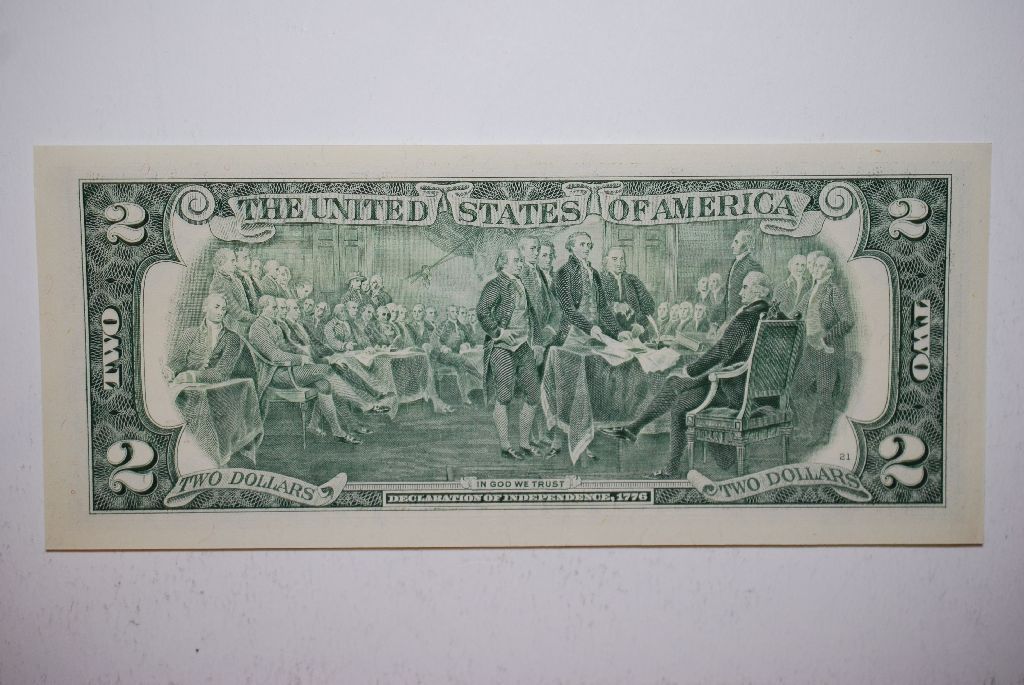 THE UNITED STATES OF AMERICA
2 2
TWO TWO
2 2
21
TWO DOLLARS TWO DOLLARS
IN GOD WE TRUST
DECLARATION OF INDEPENDENCE, 1776